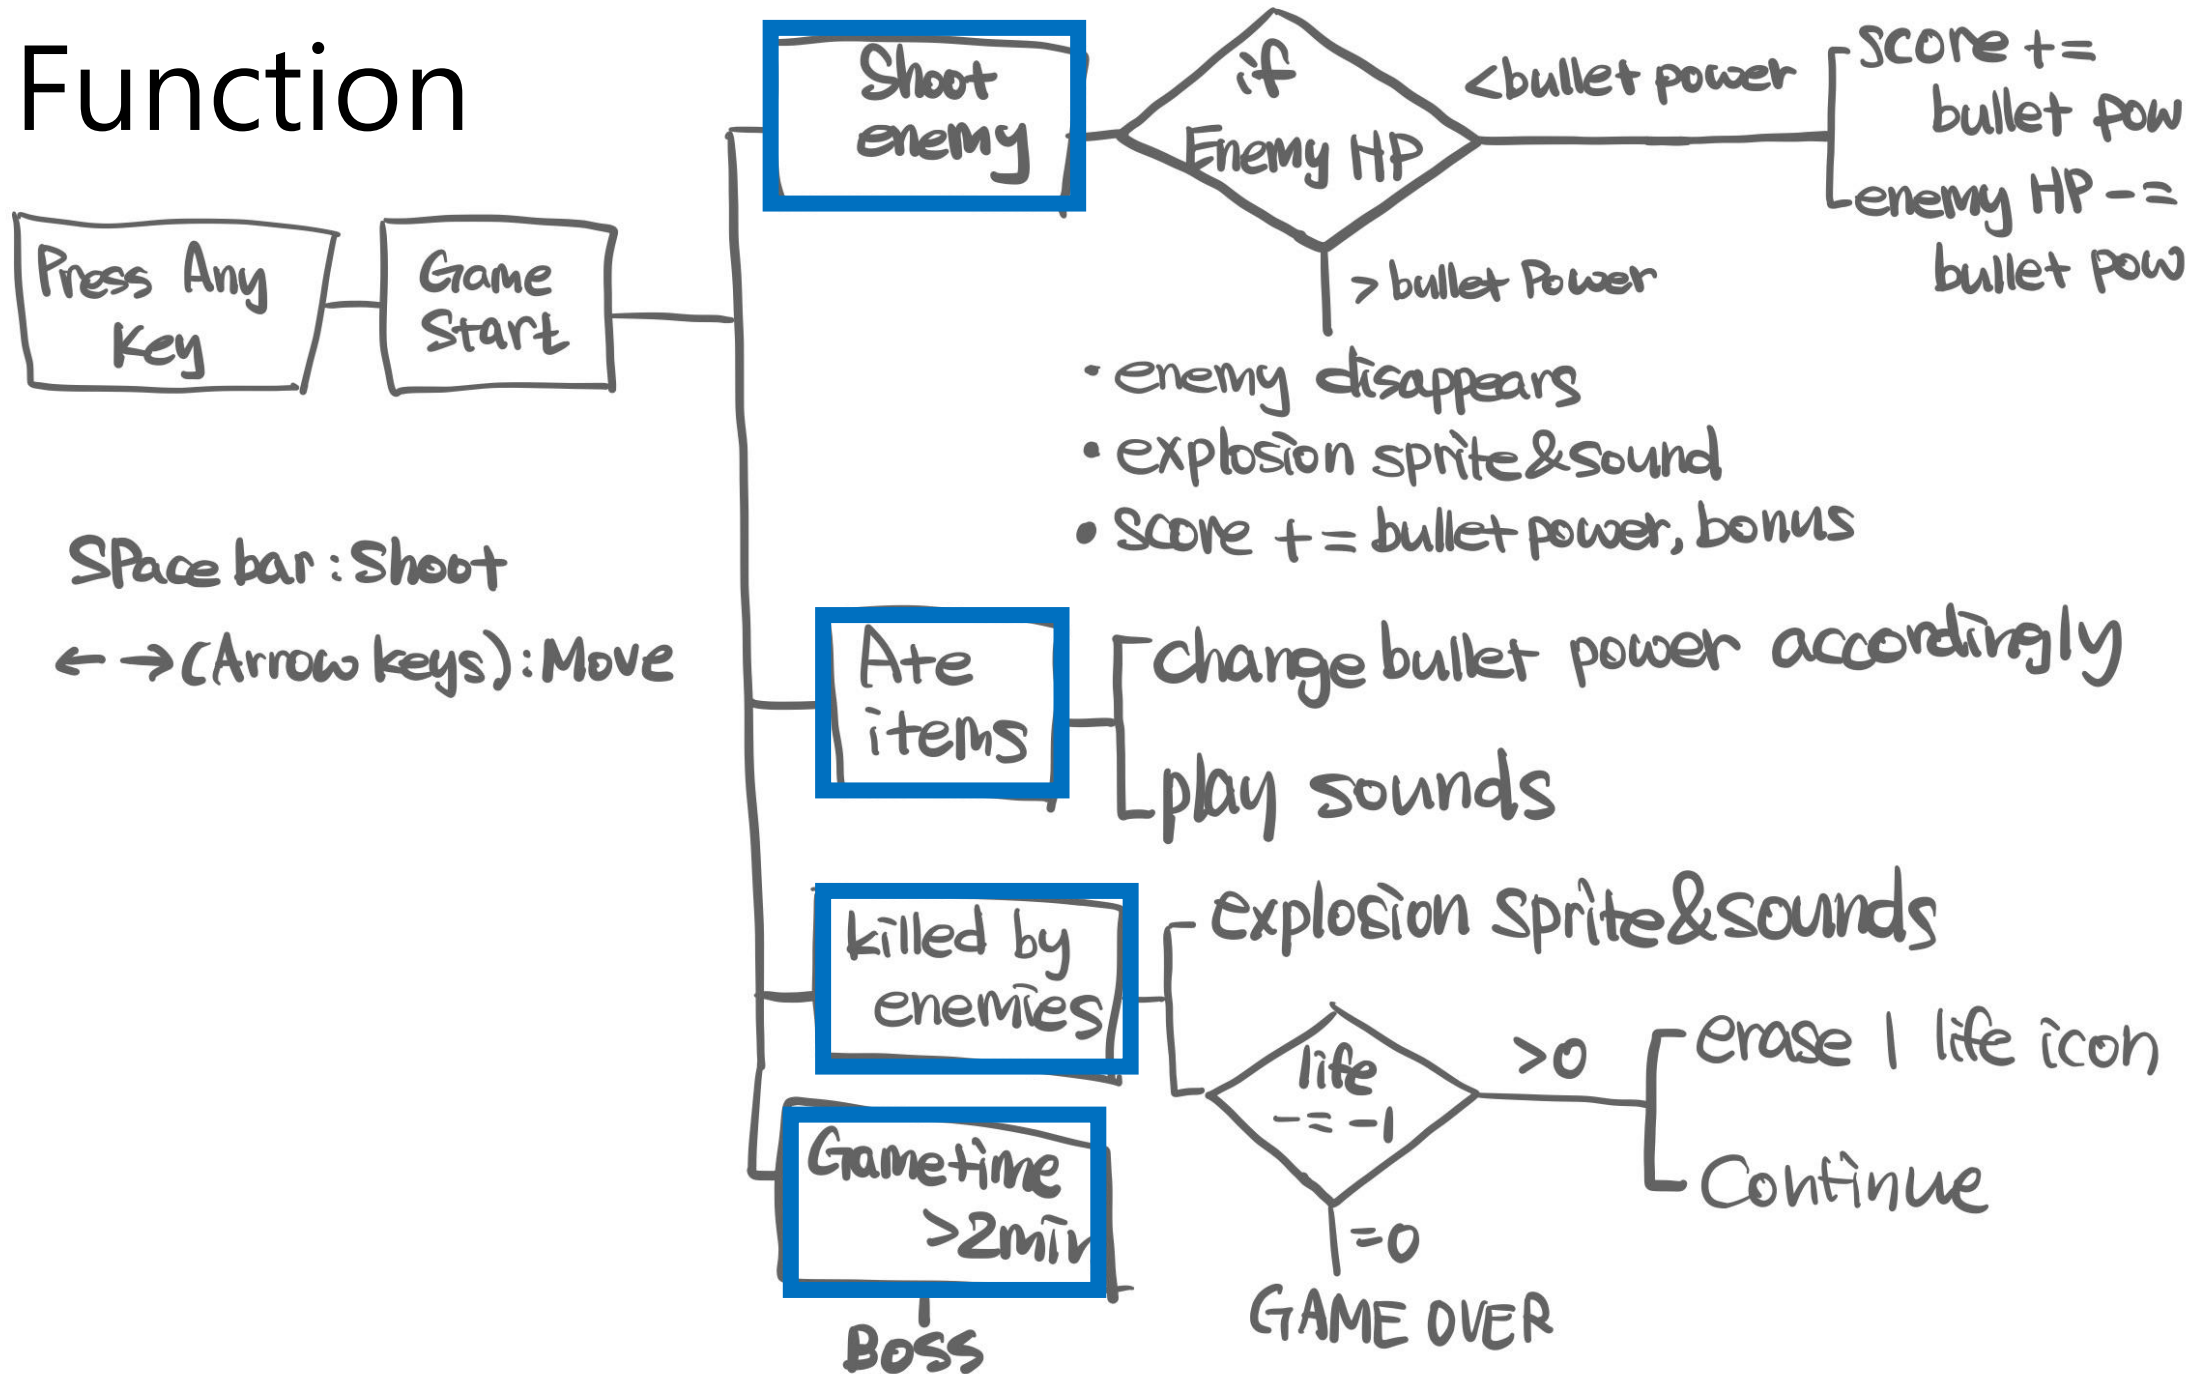 Function
Press Any
Key
Game
Start
Space bar : Shoot
← → (Arrow keys) : Move
Shoot
enemy
if
Enemy HP
< bullet power
score +=
bullet pow
enemy HP -=
bullet pow
> bullet Power
• enemy disappears
• explosion sprite & sound
• score += bullet power, bonus
Ate
items
change bullet power accordingly
play sounds
killed by
enemies
explosion sprite & sounds
life
-= -1
>0
erase 1 life icon
Continue
=0
GAME OVER
Gametime
>2min
Boss